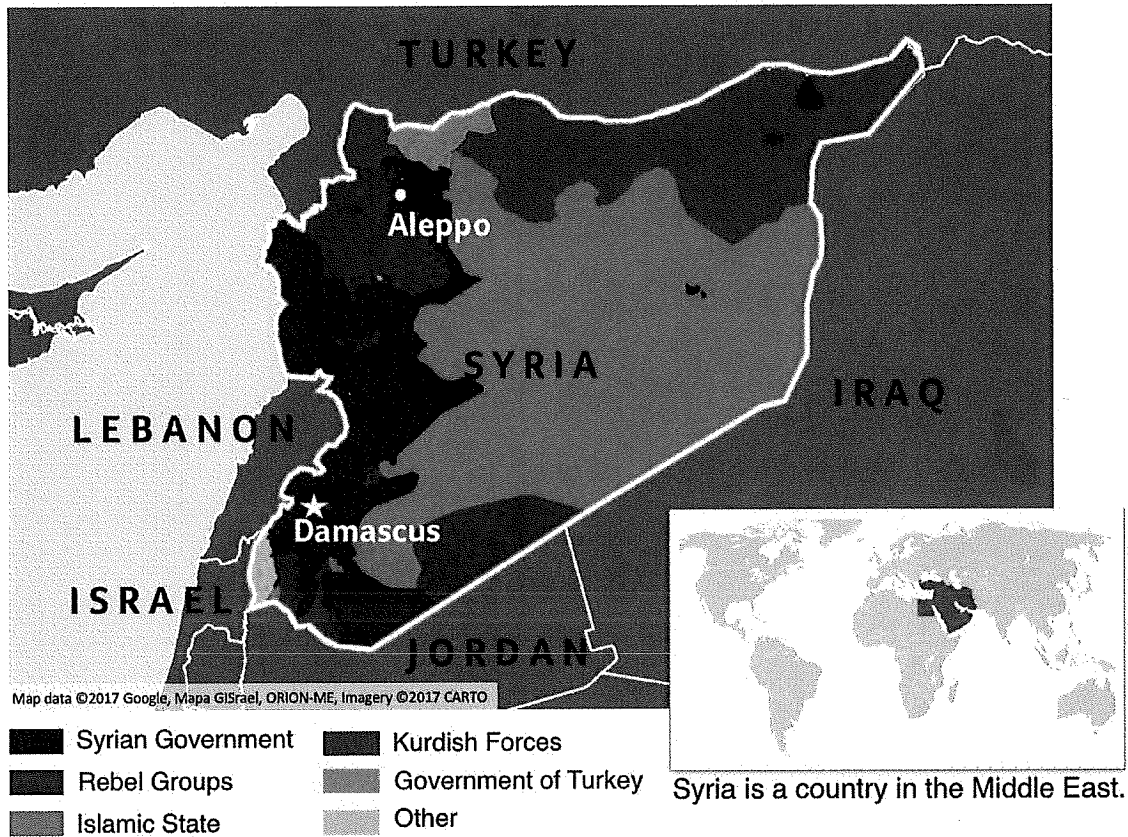 TURKEY
Aleppo
SYRIA
IRAQ
LEBANON
Damascus
ISRAEL
JORDAN
Map data ©2017 Google, Mapa GISrael, ORION-ME, Imagery ©2017 CARTO
Syrian Government
Kurdish Forces
Rebel Groups
Government of Turkey
Islamic State
Other
Syria is a country in the Middle East.